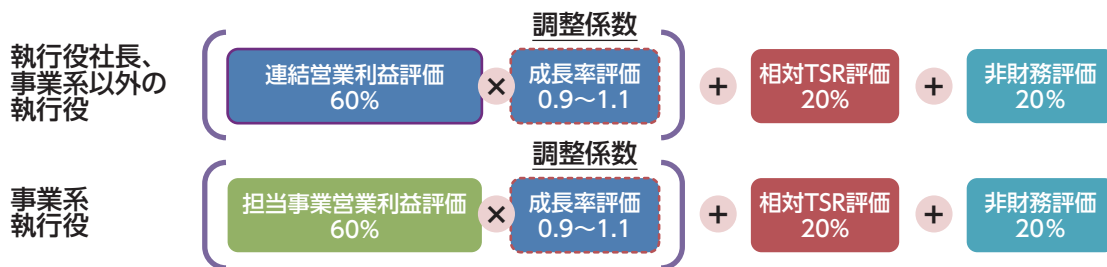 調整係数
執行役社長、
事業系以外の
執行役
連結営業利益評価
60%
×
成長率評価
0.9～1.1
+
相対TSR評価
20%
+
非財務評価
20%
調整係数
事業系
執行役
担当事業営業利益評価
60%
×
成長率評価
0.9～1.1
+
相対TSR評価
20%
+
非財務評価
20%